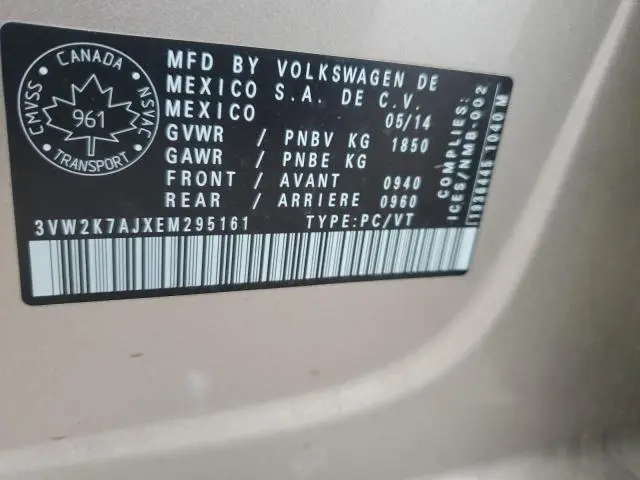 CANADA
CMVSS
NSVAC
961
TRANSPORT
MFD BY VOLKSWAGEN DE
MEXICO S.A. DE C.V.
MEXICO 05/14
GVWR / PNBV KG 1850
GAWR / PNBE KG
FRONT / AVANT 0940
REAR / ARRIERE 0960
3VW2K7AJXEM295161 TYPE:PC/VT
COMPLIES:
ICES/NMB-002
1040 M